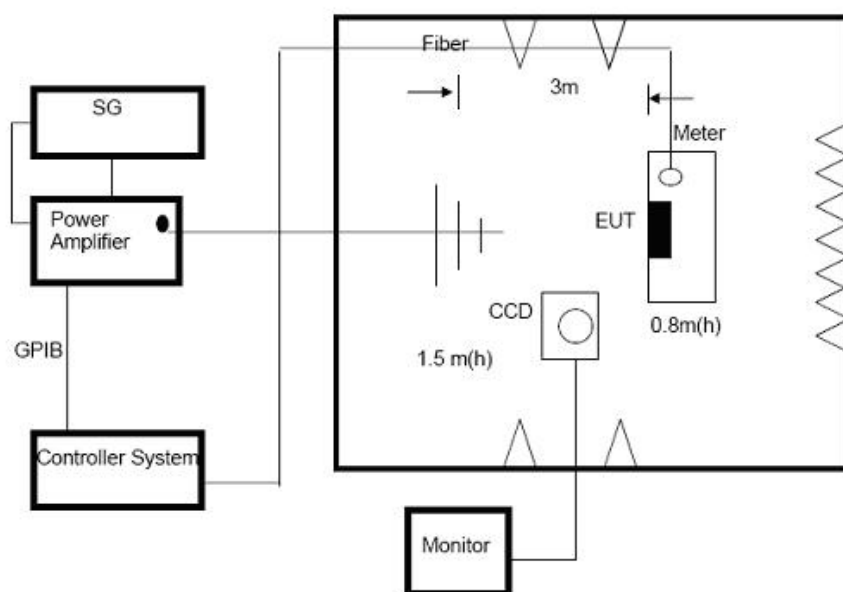 Fiber
3m
SG
Meter
Power
Amplifier
EUT
CCD
0.8m(h)
1.5 m(h)
GPIB
Controller System
Monitor